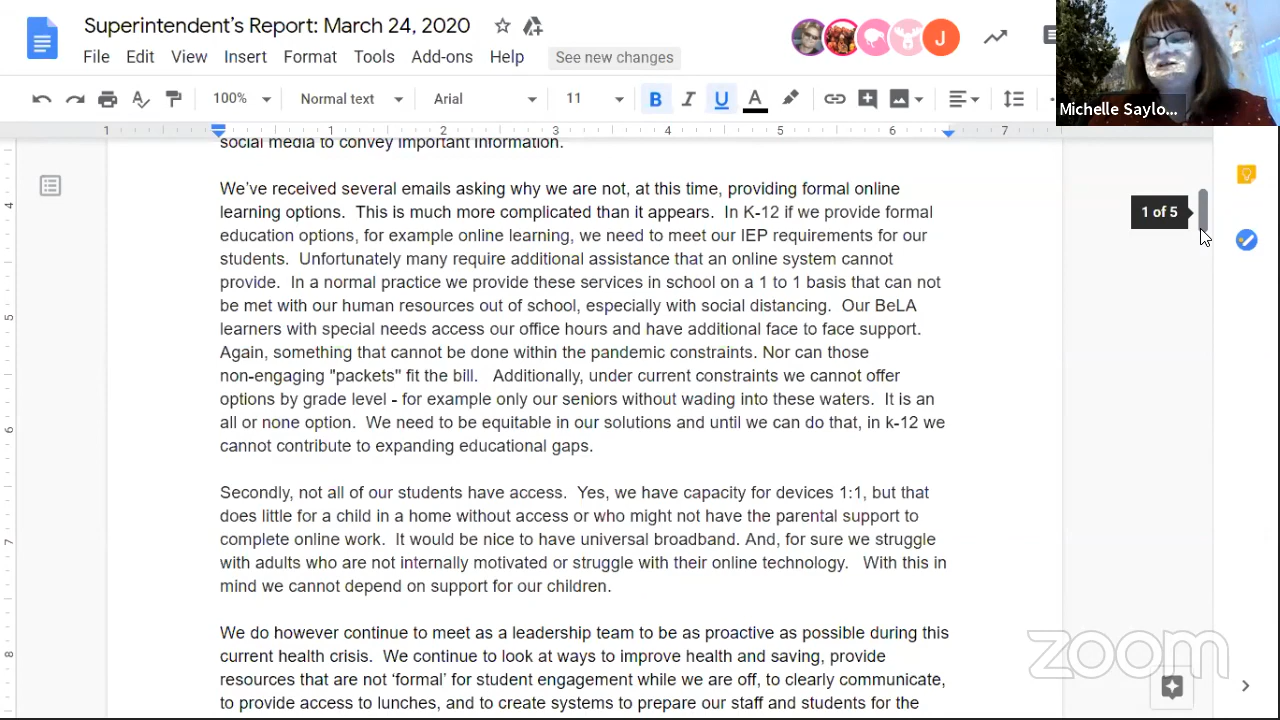 Superintendent's Report: March 24, 2020
File Edit View Insert Format Tools Add-ons Help See new changes
J
100% Normal text Arial 11 B I U A
Michelle Saylo...
1 1 2 3 4 5 6 7
social media to convey important information.
We've received several emails asking why we are not, at this time, providing formal online
learning options. This is much more complicated than it appears. In K-12 if we provide formal
education options, for example online learning, we need to meet our IEP requirements for our
students. Unfortunately many require additional assistance that an online system cannot
provide. In a normal practice we provide these services in school on a 1 to 1 basis that can not
be met with our human resources out of school, especially with social distancing. Our BeLA
learners with special needs access our office hours and have additional face to face support.
Again, something that cannot be done within the pandemic constraints. Nor can those
non-engaging "packets" fit the bill. Additionally, under current constraints we cannot offer
options by grade level - for example only our seniors without wading into these waters. It is an
all or none option. We need to be equitable in our solutions and until we can do that, in k-12 we
cannot contribute to expanding educational gaps.
Secondly, not all of our students have access. Yes, we have capacity for devices 1:1, but that
does little for a child in a home without access or who might not have the parental support to
complete online work. It would be nice to have universal broadband. And, for sure we struggle
with adults who are not internally motivated or struggle with their online technology. With this in
mind we cannot depend on support for our children.
We do however continue to meet as a leadership team to be as proactive as possible during this
current health crisis. We continue to look at ways to improve health and saving, provide
resources that are not 'formal' for student engagement while we are off, to clearly communicate,
to provide access to lunches, and to create systems to prepare our staff and students for the
1 of 5
4
5
6
7
8
zoom